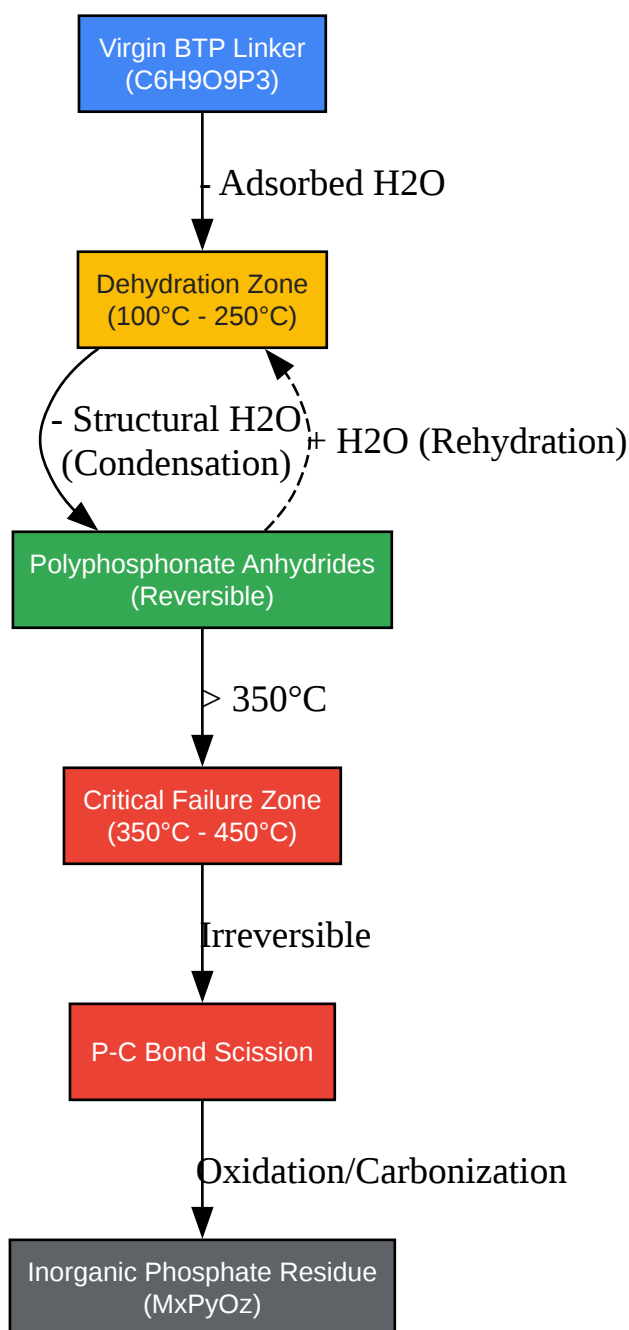 Virgin BTP Linker
(C6H9O9P3)
- Adsorbed H2O
Dehydration Zone
(100°C - 250°C)
- Structural H2O
(Condensation)
+ H2O (Rehydration)
Polyphosphonate Anhydrides
(Reversible)
> 350°C
Critical Failure Zone
(350°C - 450°C)
Irreversible
P-C Bond Scission
Oxidation/Carbonization
Inorganic Phosphate Residue
(MxPyOz)